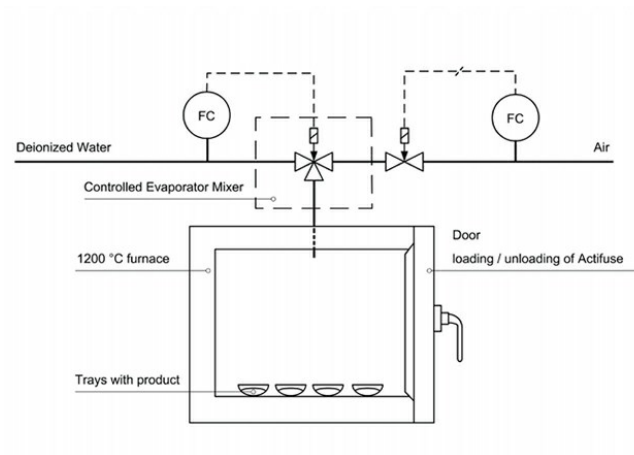 FC
FC
Deionized Water
Air
Controlled Evaporator Mixer
Door
1200 °C furnace
loading / unloading of Actifuse
Trays with product